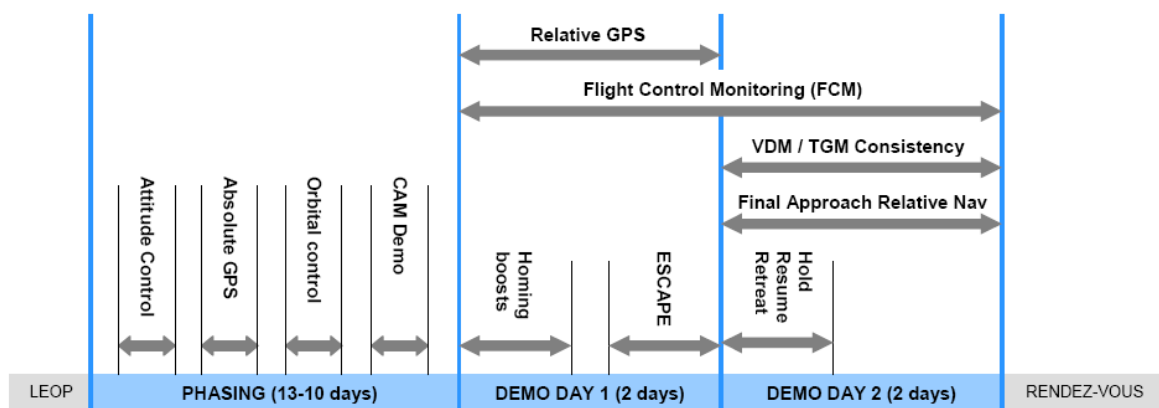 Relative GPS
Flight Control Monitoring (FCM)
VDM / TGM Consistency
Final Approach Relative Nav
Attitude Control
Absolute GPS
Orbital control
CAM Demo
Homing
boosts
ESCAPE
Hold
Resume
Retreat
LEOP
PHASING (13-10 days)
DEMO DAY 1 (2 days)
DEMO DAY 2 (2 days)
RENDEZ-VOUS